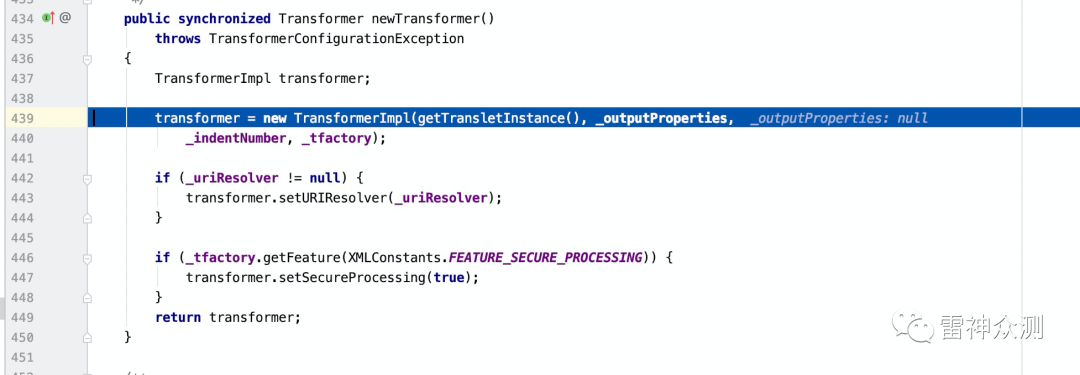 434 public synchronized Transformer newTransformer()
435 throws TransformerConfigurationException
436 {
437 TransformerImpl transformer;
438
439 transformer = new TransformerImpl(getTransletInstance(), _outputProperties, _outputProperties: null
440 _indentNumber, _tfactory);
441
442 if (_uriResolver != null) {
443 transformer.setURIResolver(_uriResolver);
444 }
445
446 if (_tfactory.getFeature(XMLConstants.FEATURE_SECURE_PROCESSING)) {
447 transformer.setSecureProcessing(true);
448 }
449 return transformer;
450 }
451
雷神众测